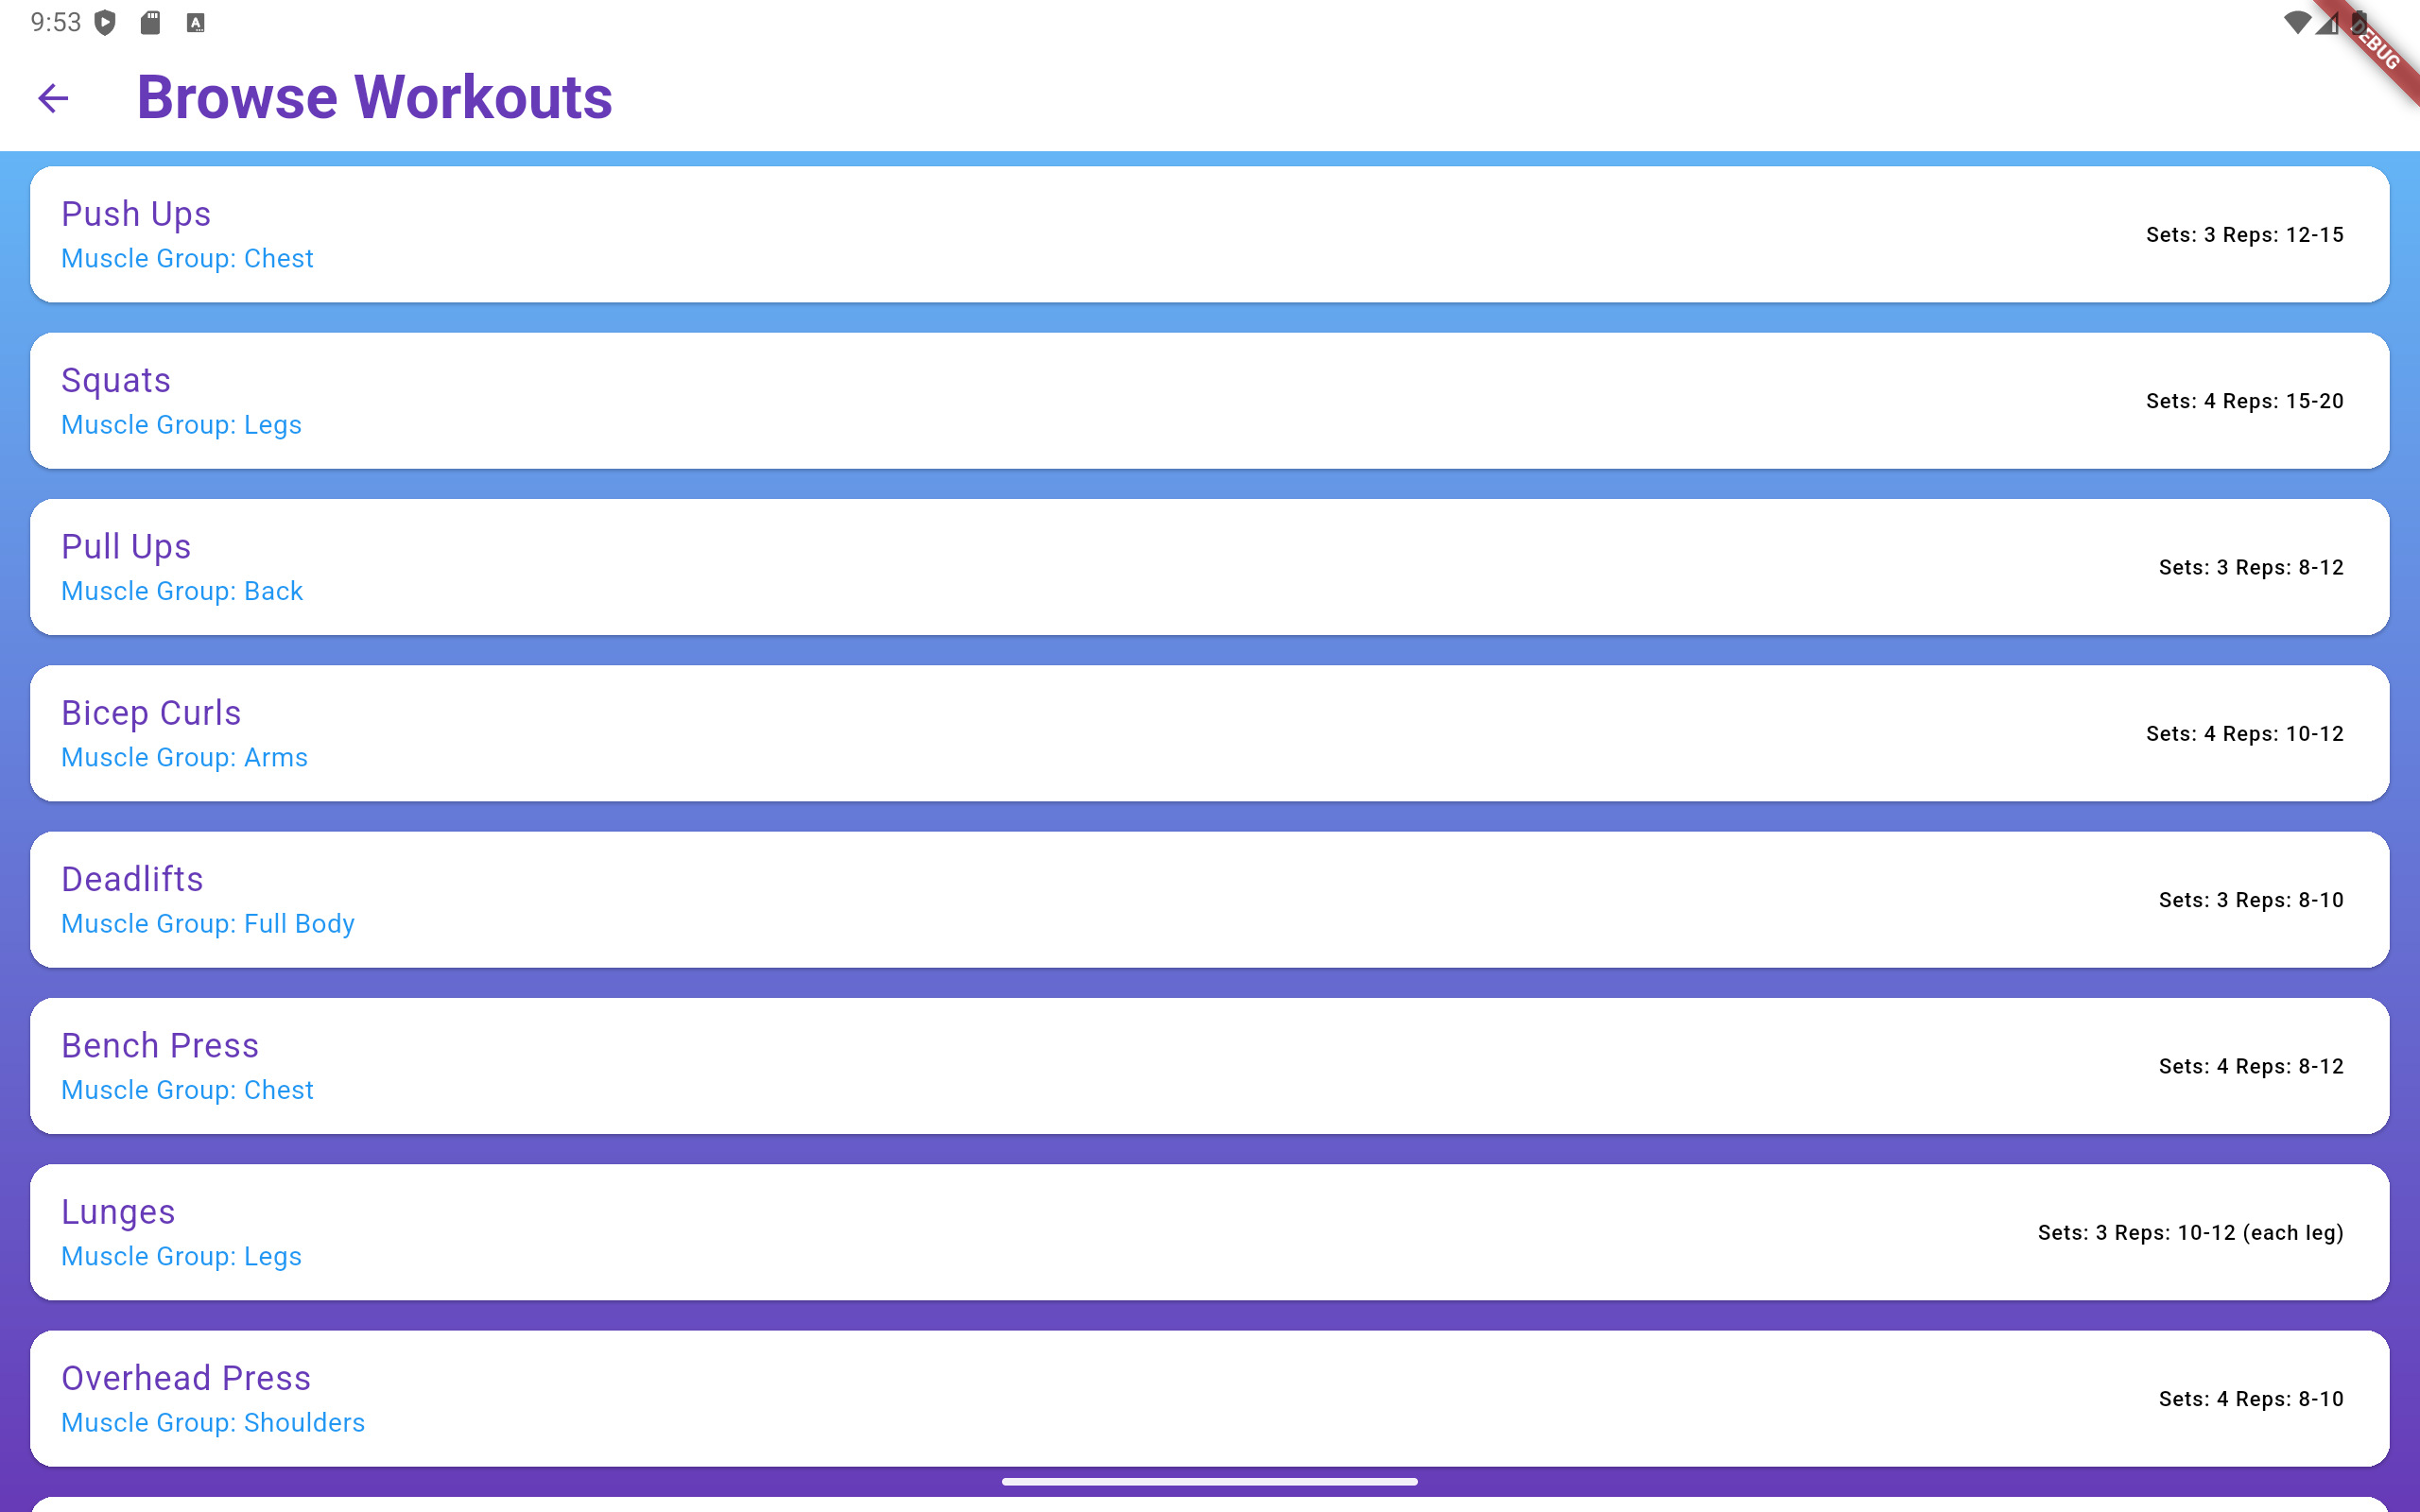 9:53
DEBUG
Browse Workouts
Push Ups
Muscle Group: Chest
Sets: 3 Reps: 12-15
Squats
Muscle Group: Legs
Sets: 4 Reps: 15-20
Pull Ups
Muscle Group: Back
Sets: 3 Reps: 8-12
Bicep Curls
Muscle Group: Arms
Sets: 4 Reps: 10-12
Deadlifts
Muscle Group: Full Body
Sets: 3 Reps: 8-10
Bench Press
Muscle Group: Chest
Sets: 4 Reps: 8-12
Lunges
Muscle Group: Legs
Sets: 3 Reps: 10-12 (each leg)
Overhead Press
Muscle Group: Shoulders
Sets: 4 Reps: 8-10